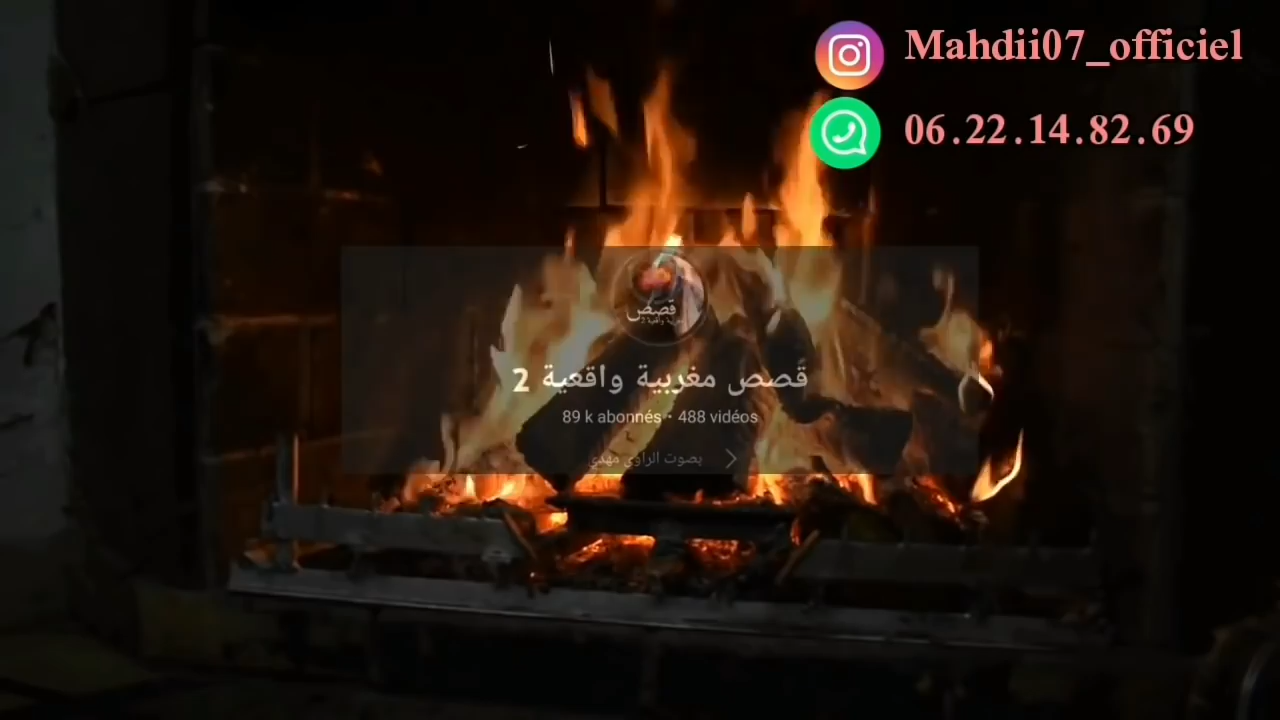 Mahdii07_officiel
06.22.14.82.69
قصص
قصص مغربية واقعية 2
89 k abonnés • 488 vidéos
بصوت الراوي مهدي